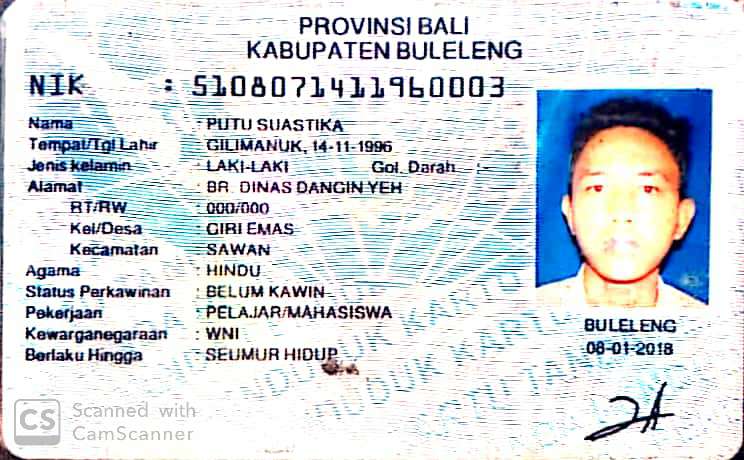 PROVINSI BALI
KABUPATEN BULELENG
NIK : 5108071411960003
Nama : PUTU SUASTIKA
Tempat/Tgl Lahir : GILIMANUK, 14-11-1996
Jenis kelamin : LAKI-LAKI Gol. Darah : -
Alamat : BR. DINAS DANGIN YEH
RT/RW : 000/000
Kel/Desa : GIRI EMAS
Kecamatan : SAWAN
Agama : HINDU
Status Perkawinan : BELUM KAWIN
Pekerjaan : PELAJAR/MAHASISWA
Kewarganegaraan : WNI
Berlaku Hingga : SEUMUR HIDUP
BULELENG
08-01-2018
CS Scanned with
CamScanner